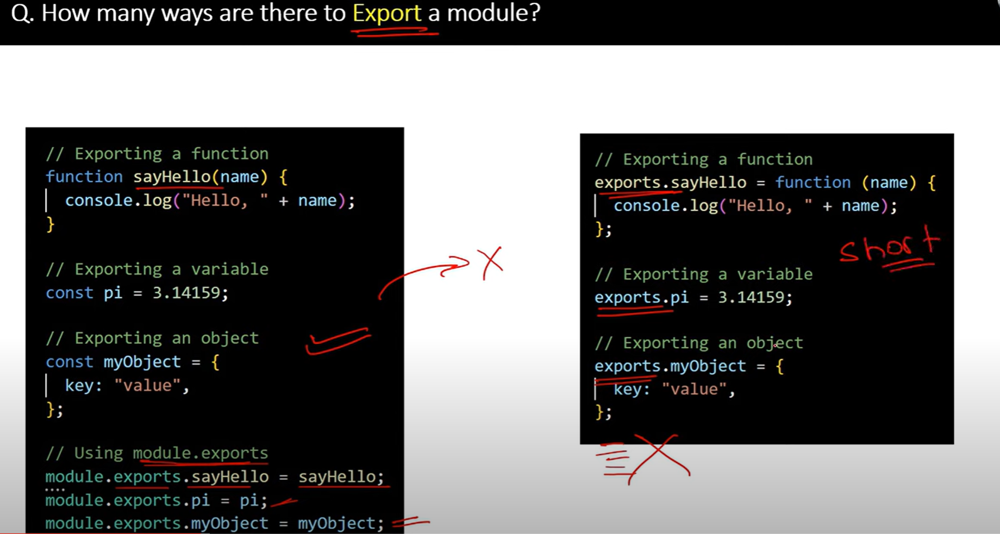 Q. How many ways are there to Export a module?
// Exporting a function
function sayHello(name) {
console.log("Hello, " + name);
}
// Exporting a variable
const pi = 3.14159;
// Exporting an object
const myObject = {
key: "value",
};
// Using module.exports
module.exports.sayHello = sayHello;
module.exports.pi = pi;
module.exports.myObject = myObject;
X
// Exporting a function
exports.sayHello = function (name) {
console.log("Hello, " + name);
};
short
// Exporting a variable
exports.pi = 3.14159;
// Exporting an object
exports.myObject = {
key: "value",
};
X